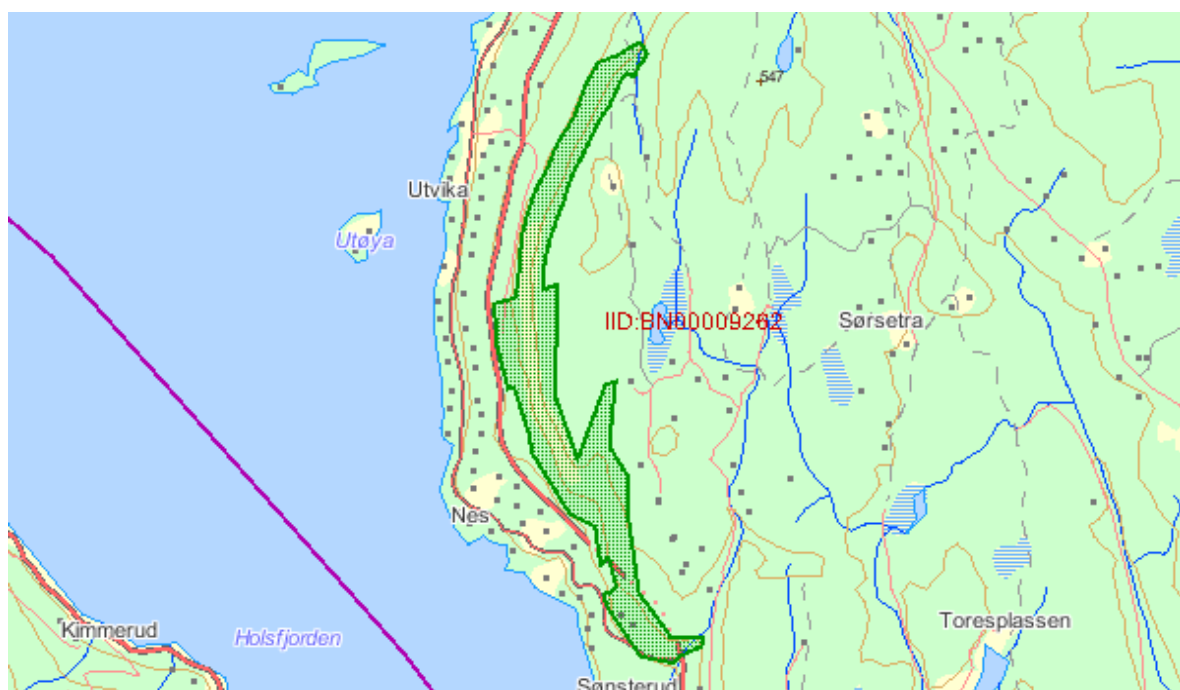 547
Utvika
Utøya
IID:BN00009262
Sørsetra
Nes
Kimmerud
Holsfjorden
Toresplassen
Sønsterud